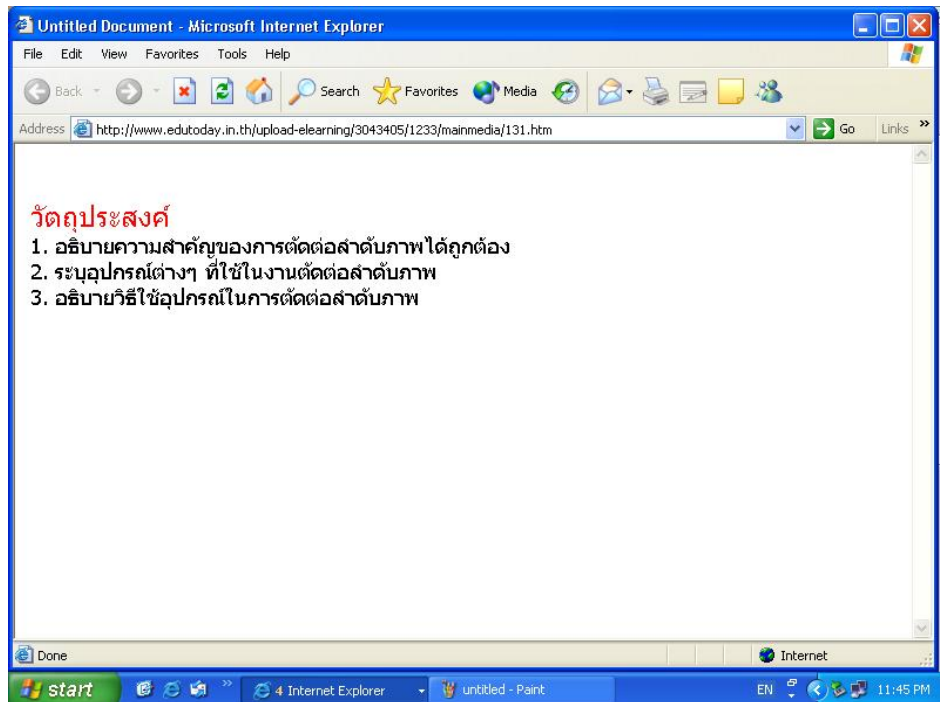 Untitled Document - Microsoft Internet Explorer
File Edit View Favorites Tools Help
Back Search Favorites Media
Address http://www.edutoday.in.th/upload-elearning/3043405/1233/mainmedia/131.htm Go Links »
วัตถุประสงค์
1. อธิบายความสำคัญของการตัดต่อลำดับภาพได้ถูกต้อง
2. ระบุอุปกรณ์ต่างๆ ที่ใช้ในงานตัดต่อลำดับภาพ
3. อธิบายวิธีใช้อุปกรณ์ในการตัดต่อลำดับภาพ
Done Internet
start » 4 Internet Explorer untitled - Paint EN 11:45 PM